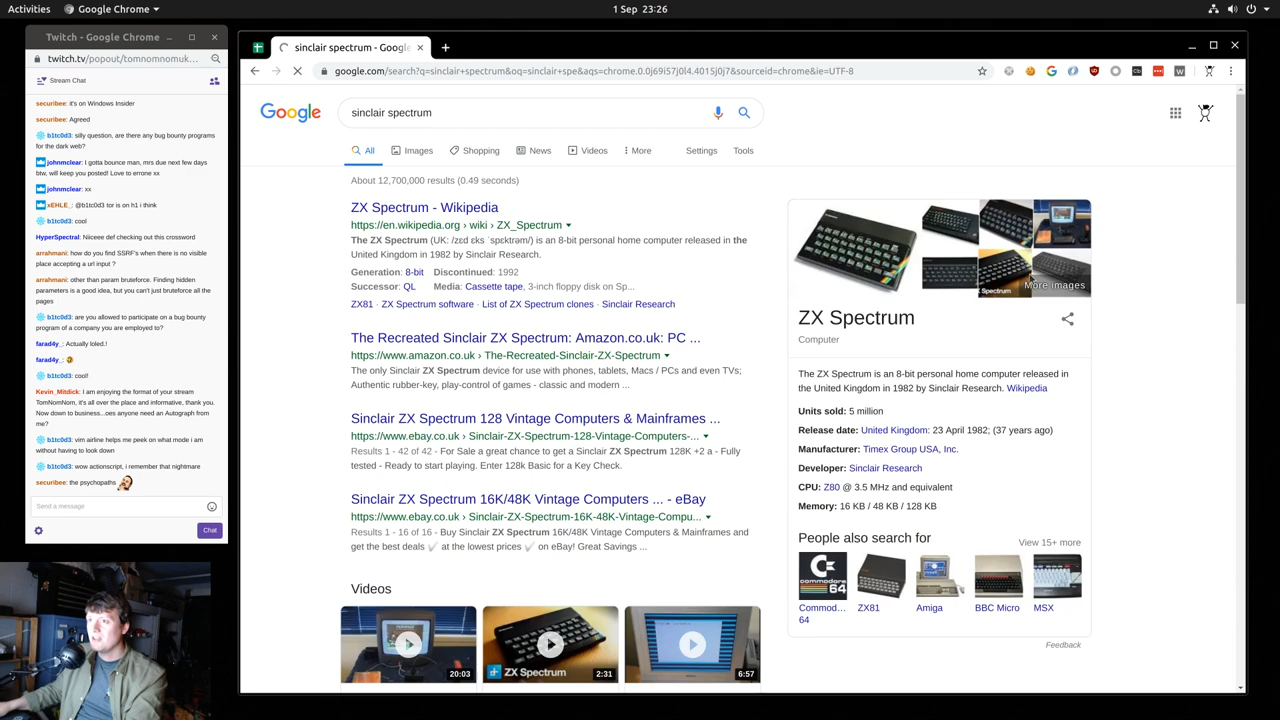 Activities
Google Chrome
1 Sep 23:26
Twitch - Google Chrome
twitch.tv/popout/tomnomnomuk...
Stream Chat
securibee: it's on Windows Insider
securibee: Agreed
b1tc0d3: silly question, are there any bug bounty
programs for the dark web?
johnmclear: I gotta bounce man, mrs due next few days
btw, will keep you posted! Love to errone xx
johnmclear: xx
xEHLE_: @b1tc0d3 tor is on h1 i think
b1tc0d3: cool
HyperSpectral: Niiceee def checking out this crossword
arrahmani: how do you find SSRF's when there is no visible
place accepting a url input ?
arrahmani: other than param bruteforce. Finding hidden
parameters is a good idea, but you can't just bruteforce all the
pages
b1tc0d3: are you allowed to participate on a bug bounty
program of a company you are employed to?
farad4y_: Actually loled.!
farad4y_:
b1tc0d3: cool!
Kevin_Mitdick: I am enjoying the format of your stream
TomNomNom, it's all over the place and informative, thank you.
Now down to business...oes anyone need an Autograph from
me?
b1tc0d3: vim airline helps me peek on what mode i am
without having to look down
b1tc0d3: wow actionscript, i remember that nightmare
securibee: the psychopaths
Send a message
Chat
sinclair spectrum - Googl
google.com/search?q=sinclair+spectrum&oq=sinclair+spe&aqs=chrome.0.0j69i57j0l4.4015j0j7&sourceid=chrome&ie=UTF-8
Google
sinclair spectrum
All Images Shopping News Videos More Settings Tools
About 12,700,000 results (0.49 seconds)
ZX Spectrum - Wikipedia
https://en.wikipedia.org › wiki › ZX_Spectrum
The ZX Spectrum (UK: /zɛd ɛks ˈspɛktrəm/) is an 8-bit personal home computer released in the
United Kingdom in 1982 by Sinclair Research.
Generation: 8-bit Discontinued: 1992
Successor: QL Media: Cassette tape, 3-inch floppy disk on Sp...
ZX81 · ZX Spectrum software · List of ZX Spectrum clones · Sinclair Research
The Recreated Sinclair ZX Spectrum: Amazon.co.uk: PC ...
https://www.amazon.co.uk › The-Recreated-Sinclair-ZX-Spectrum
The only Sinclair Spectrum device for use with phones, tablets, Macs / PCs and even TVs;
Authentic rubber-key, play-control of games - classic and modern ...
Sinclair ZX Spectrum 128 Vintage Computers & Mainframes ...
https://www.ebay.co.uk › Sinclair-ZX-Spectrum-128-Vintage-Computers-...
Results 1 - 42 of 42 - For Sale a great chance to get a Sinclair ZX Spectrum 128K +2 a - Fully
tested - Ready to start playing. Enter 128k Basic for a Key Check.
Sinclair ZX Spectrum 16K/48K Vintage Computers ... - eBay
https://www.ebay.co.uk › Sinclair-ZX-Spectrum-16K-48K-Vintage-Compu...
Results 1 - 16 of 16 - Buy Sinclair ZX Spectrum 16K/48K Vintage Computers & Mainframes and
get the best deals ✓ at the lowest prices ✓ on eBay! Great Savings ...
Videos
20:03
ZX Spectrum
2:31
6:57
Spectrum
More images
ZX Spectrum
Computer
The ZX Spectrum is an 8-bit personal home computer released in
the United Kingdom in 1982 by Sinclair Research. Wikipedia
Units sold: 5 million
Release date: United Kingdom: 23 April 1982; (37 years ago)
Manufacturer: Timex Group USA, Inc.
Developer: Sinclair Research
CPU: Z80 @ 3.5 MHz and equivalent
Memory: 16 KB / 48 KB / 128 KB
People also search for
View 15+ more
commodore
64
Commod...
64
ZX81
Amiga
BBC Micro
MSX
Feedback